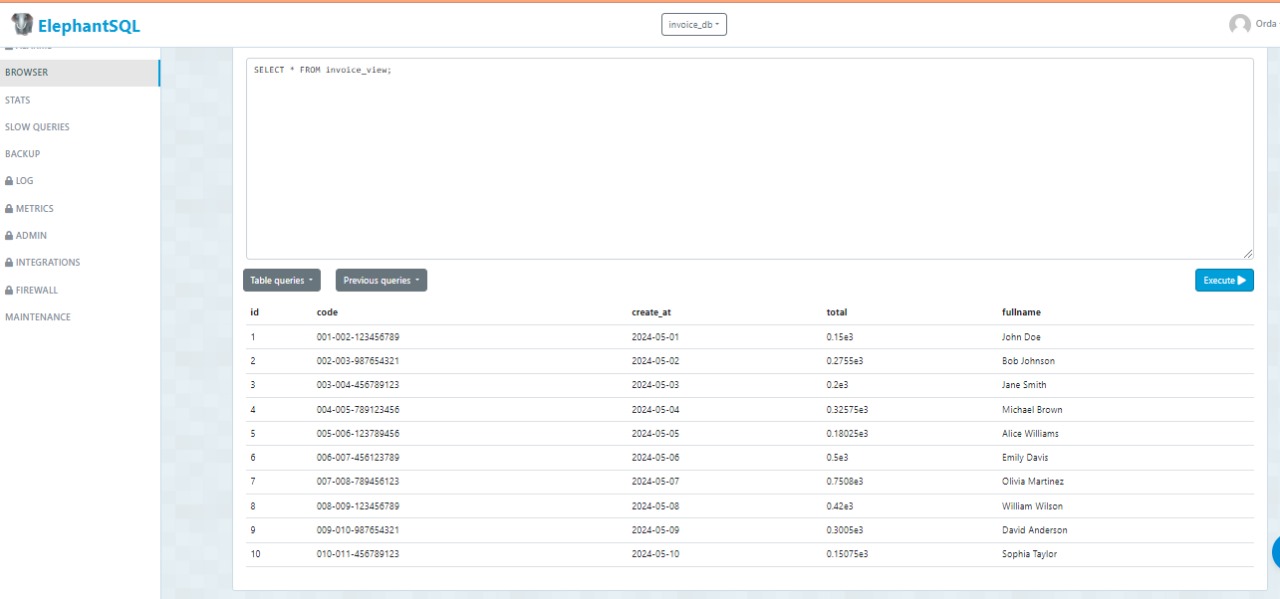 ElephantSQL
invoice_db
Orda
BROWSER
STATS
SLOW QUERIES
BACKUP
LOG
METRICS
ADMIN
INTEGRATIONS
FIREWALL
MAINTENANCE
SELECT * FROM invoice_view;
Table queries
Previous queries
Execute
id code create_at total fullname
1 001-002-123456789 2024-05-01 0.15e3 John Doe
2 002-003-987654321 2024-05-02 0.2755e3 Bob Johnson
3 003-004-456789123 2024-05-03 0.2e3 Jane Smith
4 004-005-789123456 2024-05-04 0.32575e3 Michael Brown
5 005-006-123789456 2024-05-05 0.18025e3 Alice Williams
6 006-007-456123789 2024-05-06 0.5e3 Emily Davis
7 007-008-789456123 2024-05-07 0.7508e3 Olivia Martinez
8 008-009-123456789 2024-05-08 0.42e3 William Wilson
9 009-010-987654321 2024-05-09 0.3005e3 David Anderson
10 010-011-456789123 2024-05-10 0.15075e3 Sophia Taylor